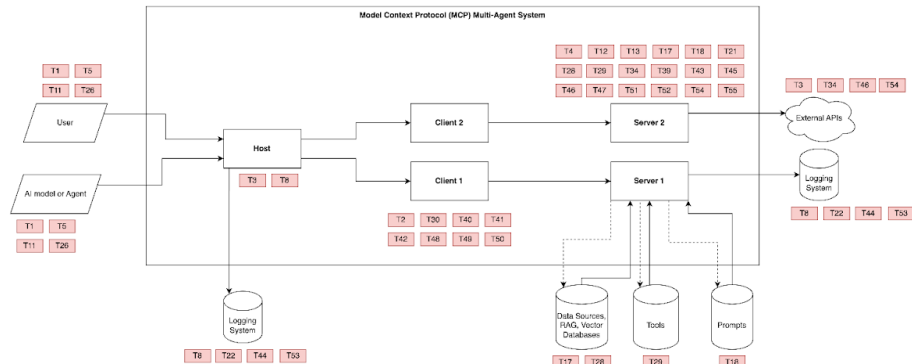 Model Context Protocol (MCP) Multi-Agent System
T1 T5
T11 T26
User
Ai model or Agent
T1 T5
T11 T26
Host
T3 T8
Client 2
Client 1
T2 T30 T40 T41
T42 T48 T49 T50
T4 T12 T13 T17 T18 T21
T28 T29 T34 T39 T43 T45
T46 T47 T51 T52 T54 T55
Server 2
Server 1
T3 T34 T46 T54
External APIs
Logging
System
T8 T22 T44 T53
Logging
System
T8 T22 T44 T53
Data Sources,
RAG, Vector
Databases
T17 T28
Tools
T29
Prompts
T18